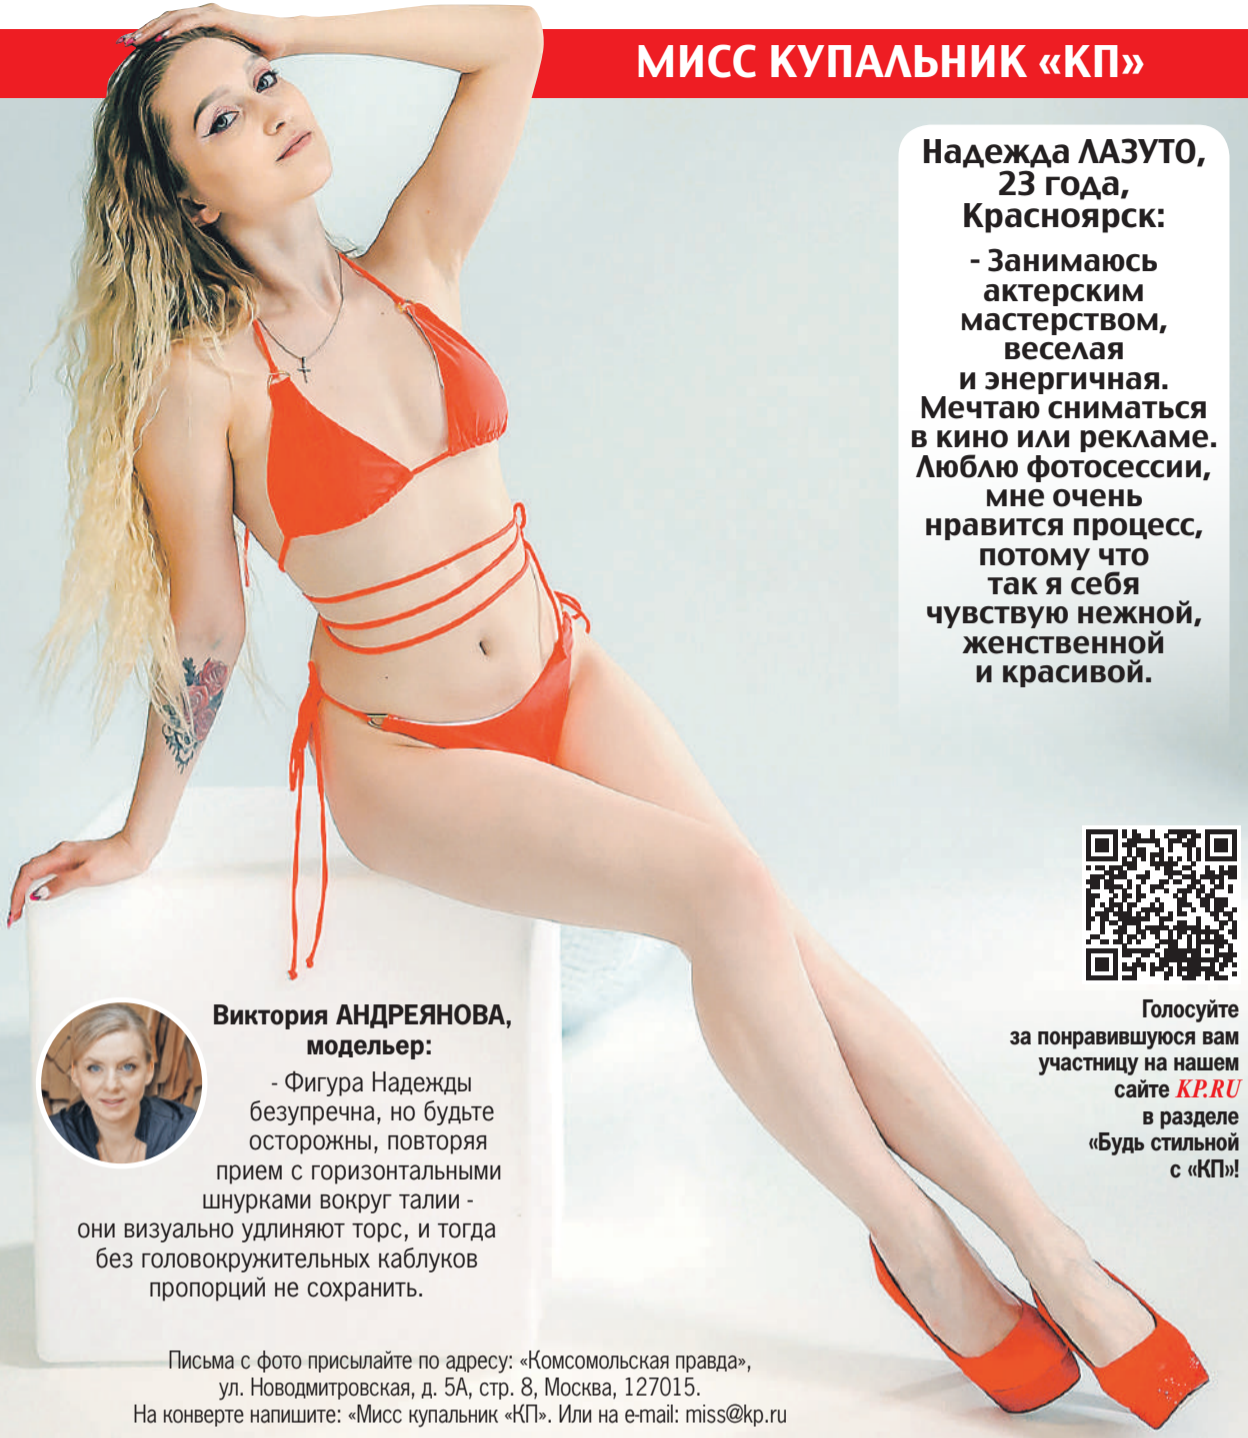 МИСС КУПАЛЬНИК «КП»
Надежда ЛАЗУТО,
23 года,
Красноярск:
- Занимаюсь
актерским
мастерством,
веселая
и энергичная.
Мечтаю сниматься
в кино или рекламе.
Люблю фотосессии,
мне очень
нравится процесс,
потому что
так я себя
чувствую нежной,
женственной
и красивой.
Голосуйте
за понравившуюся вам
участницу на нашем
сайте KP.RU
в разделе
«Будь стильной
с «КП»!
Виктория АНДРЕЯНОВА,
модельер:
- Фигура Надежды
безупречна, но будьте
осторожны, повторяя
прием с горизонтальными
шнурками вокруг талии -
они визуально удлиняют торс, и тогда
без головокружительных каблуков
пропорций не сохранить.
Письма с фото присылайте по адресу: «Комсомольская правда»,
ул. Новодмитровская, д. 5А, стр. 8, Москва, 127015.
На конверте напишите: «Мисс купальник «КП». Или на e-mail: miss@kp.ru